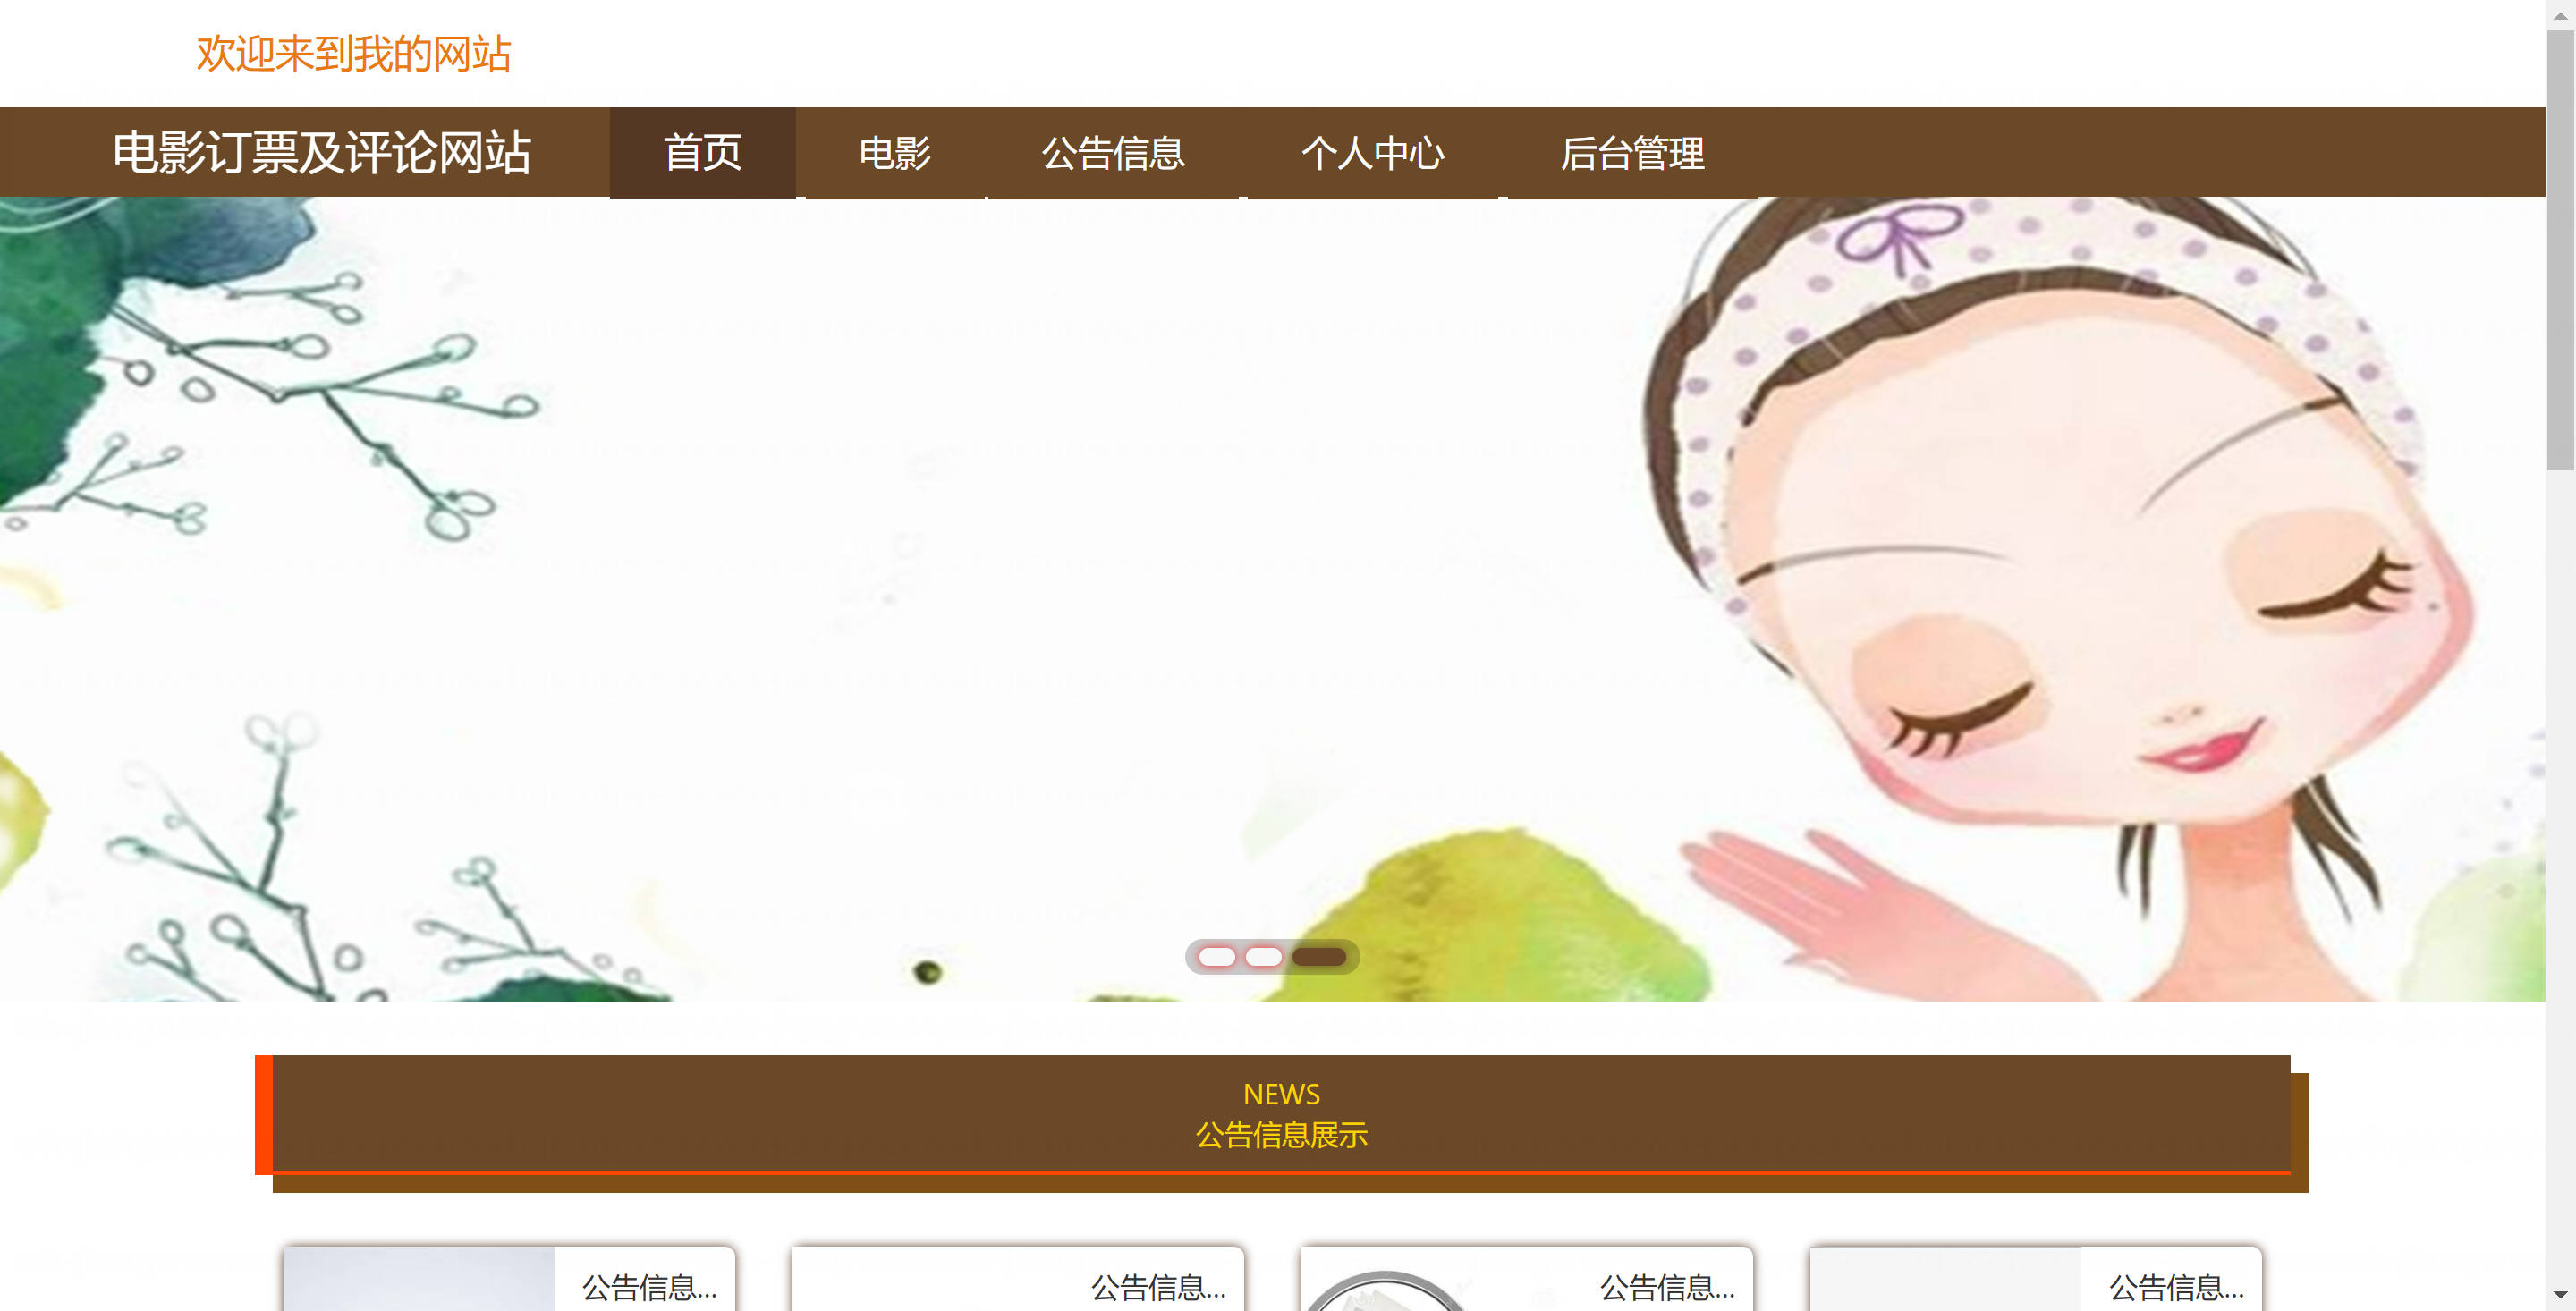 欢迎来到我的网站
电影订票及评论网站 首页 电影 公告信息 个人中心 后台管理
NEWS
公告信息展示
公告信息... 公告信息... 公告信息... 公告信息...